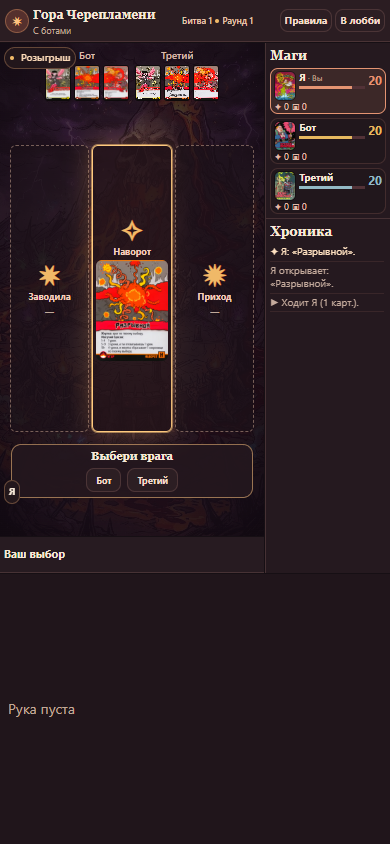 Гора Черепламени
С ботами
Битва 1 • Раунд 1
Правила
В лобби
Розыгрыш
Бот
Третий
Заводила
—
Наворот
Разрывной
Приход
—
Выбери врага
Бот
Третий
Я
Ваш выбор
Рука пуста
Маги
Я · Вы
20
0 0
Бот
20
0 0
Третий
20
0 0
Хроника
✦ Я: «Разрывной».
Я открывает:
«Разрывной».
▶ Ходит Я (1 карт.).